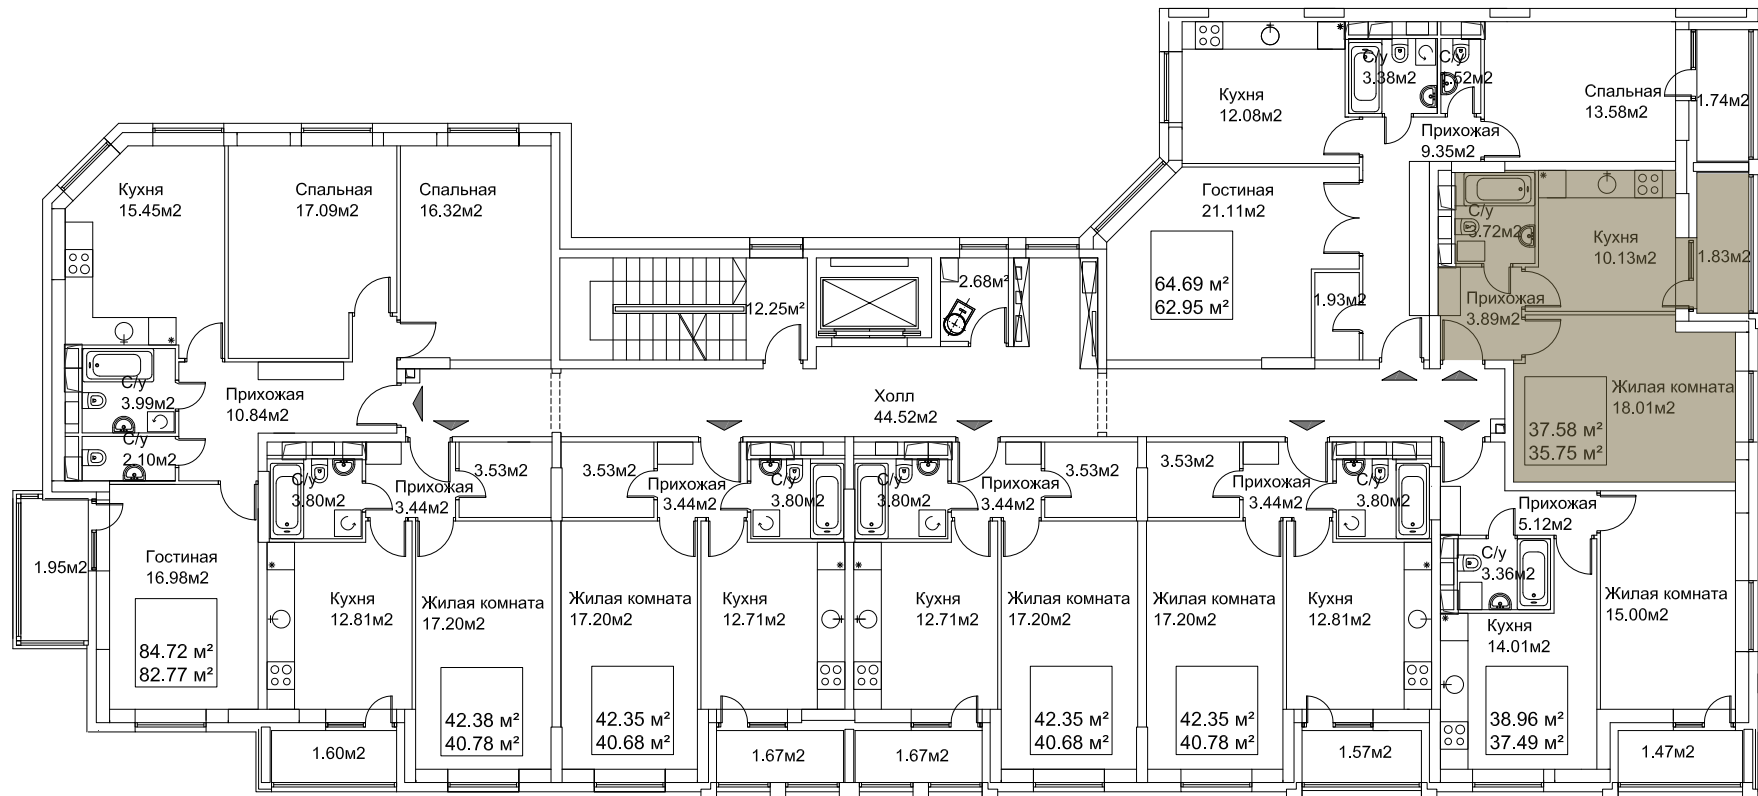 Кухня
12.08м2
С/у
3.38м2
С/у
.52м2
Спальная
13.58м2
1.74м2
Прихожая
9.35м2
Кухня
15.45м2
Спальная
17.09м2
Спальная
16.32м2
Гостиная
21.11м2
64.69 м²
62.95 м²
1.93м2
С/у
3.72м2
Кухня
10.13м2
1.83м2
Прихожая
3.89м2
Жилая комната
18.01м2
37.58 м²
35.75 м²
12.25м²
2.68м²
Холл
44.52м2
С/у
3.99м2
С/у
2.10м2
Прихожая
10.84м2
С/у
3.80м2
Прихожая
3.44м2
3.53м2
3.53м2
Прихожая
3.44м2
С/у
3.80м2
С/у
3.80м2
Прихожая
3.44м2
3.53м2
3.53м2
Прихожая
3.44м2
С/у
3.80м2
Прихожая
5.12м2
С/у
3.36м2
1.95м2
Гостиная
16.98м2
84.72 м²
82.77 м²
Кухня
12.81м2
Жилая комната
17.20м2
Жилая комната
17.20м2
Кухня
12.71м2
Кухня
12.71м2
Жилая комната
17.20м2
Жилая комната
17.20м2
Кухня
12.81м2
Кухня
14.01м2
Жилая комната
15.00м2
42.38 м²
40.78 м²
42.35 м²
40.68 м²
42.35 м²
40.68 м²
42.35 м²
40.78 м²
38.96 м²
37.49 м²
1.60м2
1.67м2
1.67м2
1.57м2
1.47м2